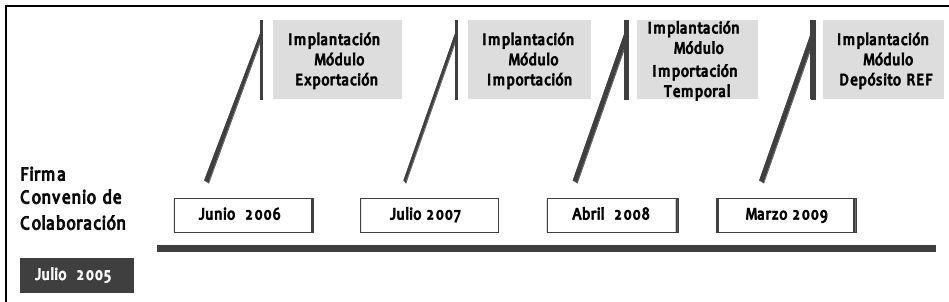 Implantación
Módulo
Exportación
Implantación
Módulo
Importación
Implantación
Módulo
Importación
Temporal
Implantación
Módulo
Depósito REF
Firma
Convenio de
Colaboración
Junio 2006
Julio 2007
Abril 2008
Marzo 2009
Julio 2005